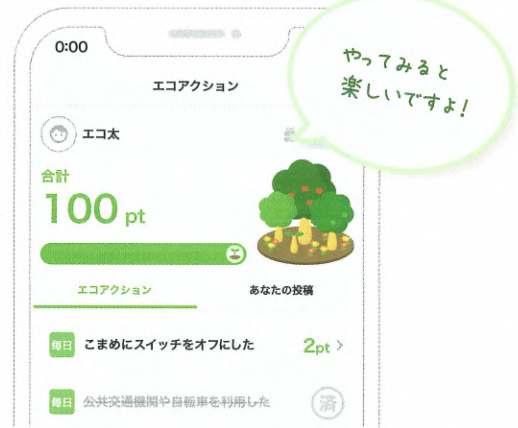 0:00
やってみると
楽しいですよ!
エコアクション
エコ太
合計
100 pt
エコアクション
あなたの投稿
毎日 こまめにスイッチをオフにした 2pt >
毎日 公共交通機関や自転車を利用した 済